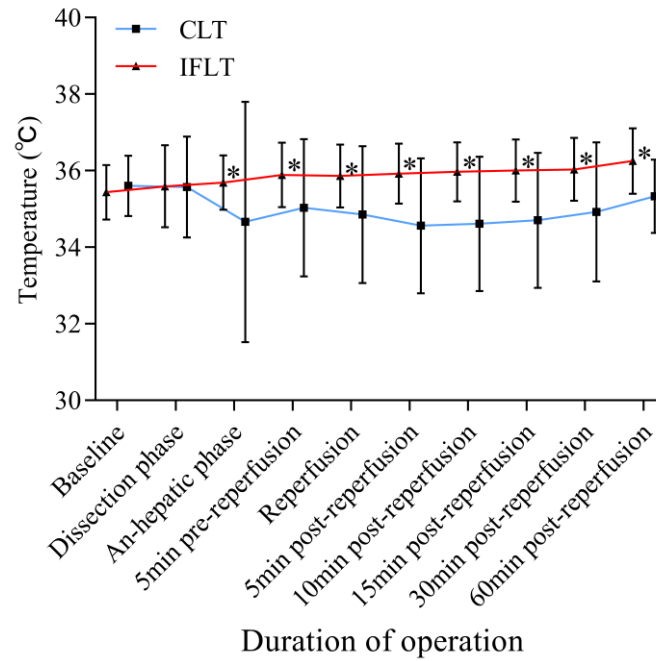 CLT
IFLT
Temperature (℃)
40
38
36
34
32
30
* * * * * * * *
Baseline
Dissection phase
An-hepatic phase
5min pre-reperfusion
Reperfusion
5min post-reperfusion
10min post-reperfusion
15min post-reperfusion
30min post-reperfusion
60min post-reperfusion
Duration of operation